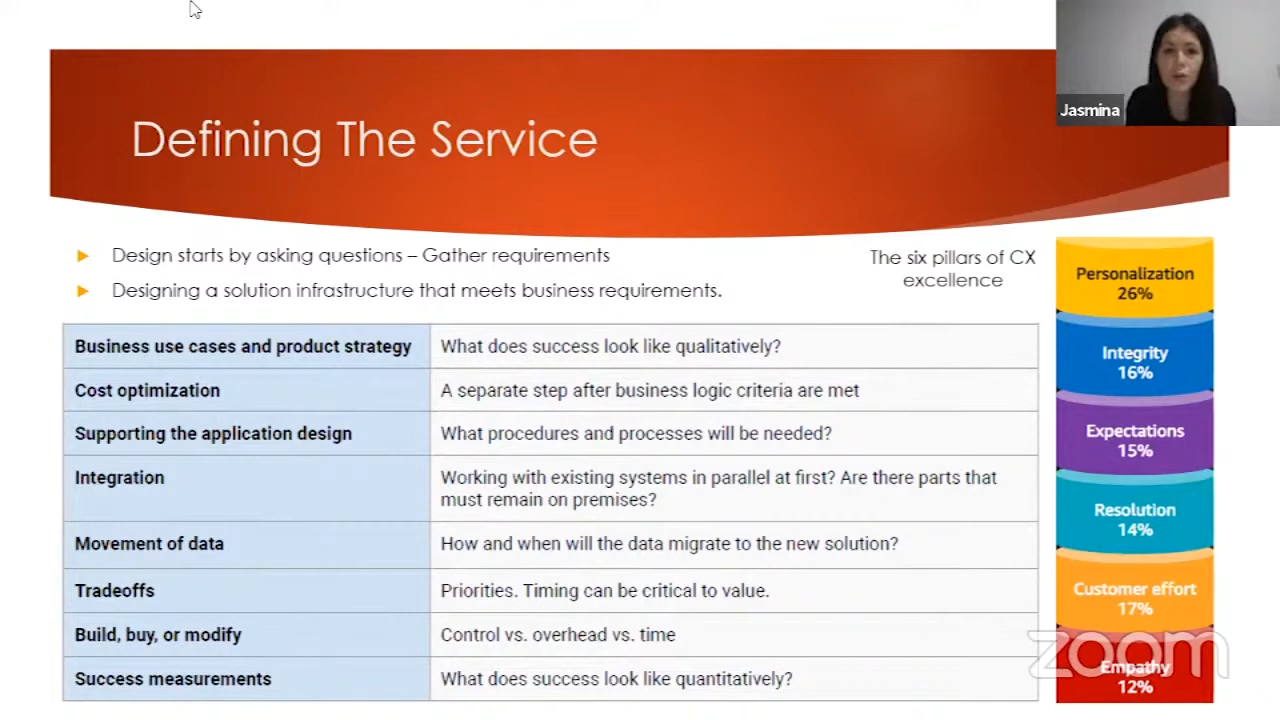 Jasmina
Defining The Service
Design starts by asking questions – Gather requirements
Designing a solution infrastructure that meets business requirements.
The six pillars of CX
excellence
Business use cases and product strategy
What does success look like qualitatively?
Cost optimization
A separate step after business logic criteria are met
Supporting the application design
What procedures and processes will be needed?
Integration
Working with existing systems in parallel at first? Are there parts that
must remain on premises?
Movement of data
How and when will the data migrate to the new solution?
Tradeoffs
Priorities. Timing can be critical to value.
Build, buy, or modify
Control vs. overhead vs. time
Success measurements
What does success look like quantitatively?
Personalization
26%
Integrity
16%
Expectations
15%
Resolution
14%
Customer effort
17%
Empathy
12%
zoom